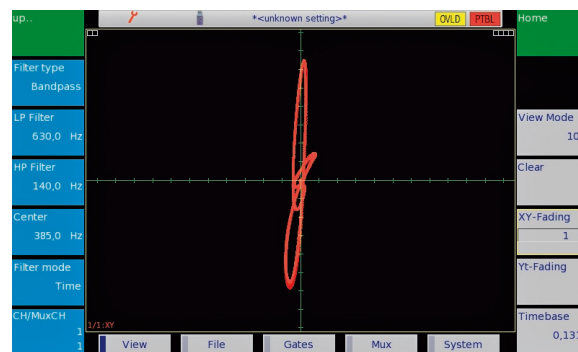 up..
*<unknown setting>*
OVLD
PTBL
Home
Filter type
Bandpass
LP Filter
630,0 Hz
HP Filter
140,0 Hz
Center
385,0 Hz
Filter mode
Time
CH/MuxCH
1
1
View Mode
10
Clear
XY-Fading
1
Yt-Fading
Timebase
0,131
1/1:XY
View
File
Gates
Mux
System